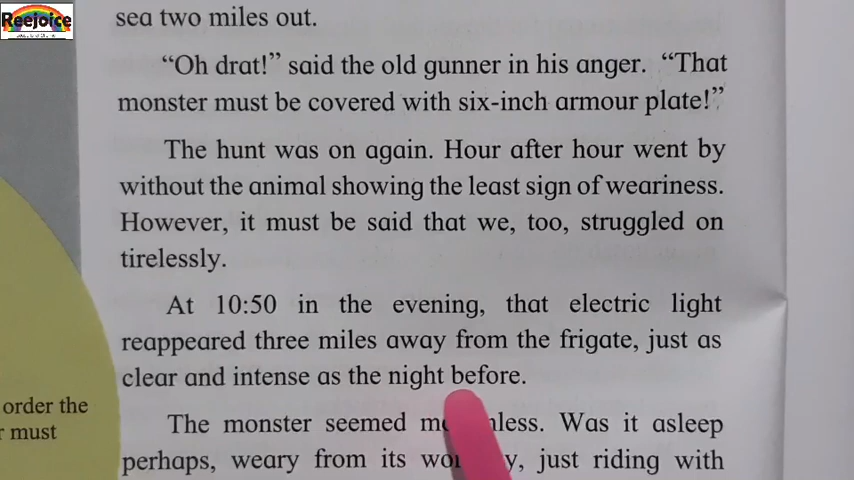 Reejoice
sea two miles out.
“Oh drat!” said the old gunner in his anger. “That
monster must be covered with six-inch armour plate!”
The hunt was on again. Hour after hour went by
without the animal showing the least sign of weariness.
However, it must be said that we, too, struggled on
tirelessly.
At 10:50 in the evening, that electric light
reappeared three miles away from the frigate, just as
clear and intense as the night before.
order the
r must
The monster seemed Was it asleep
perhaps, weary from its just riding with